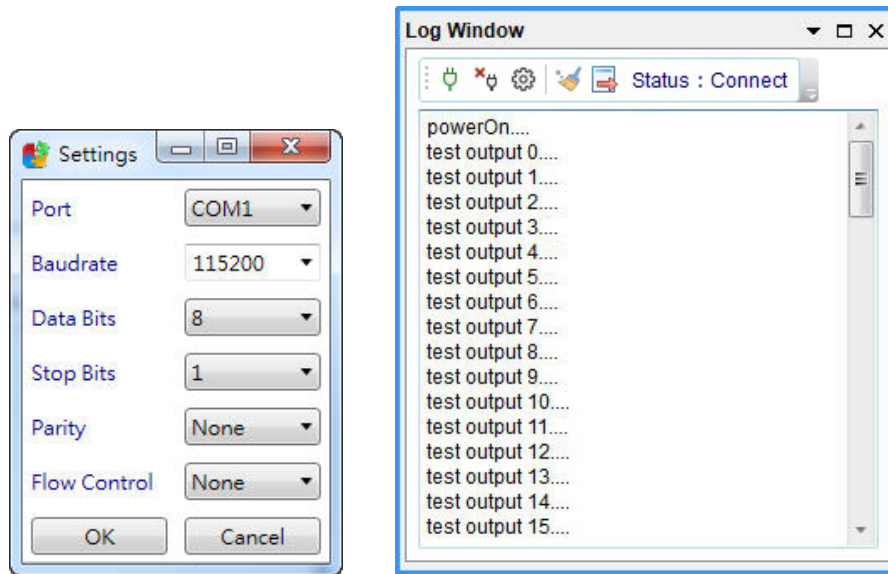 Settings
Port COM1
Baudrate 115200
Data Bits 8
Stop Bits 1
Parity None
Flow Control None
OK Cancel
Log Window
Status : Connect
powerOn....
test output 0....
test output 1....
test output 2....
test output 3....
test output 4....
test output 5....
test output 6....
test output 7....
test output 8....
test output 9....
test output 10....
test output 11....
test output 12....
test output 13....
test output 14....
test output 15....